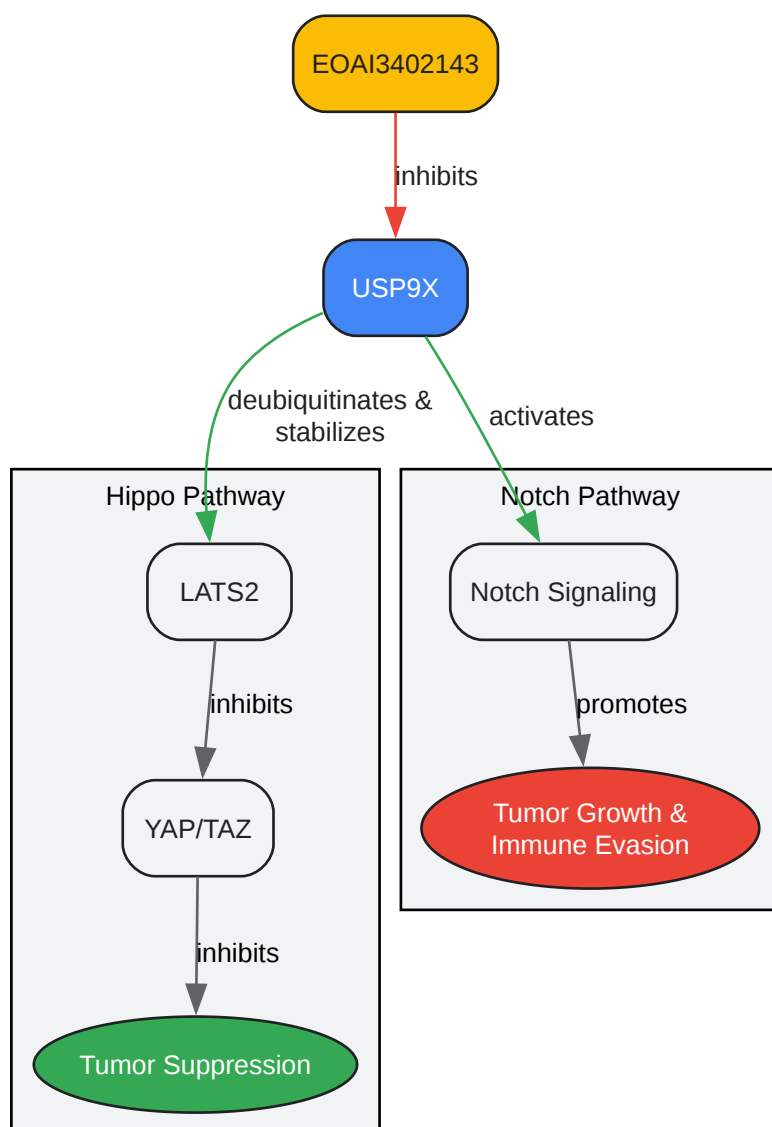 EOAI3402143
inhibits
USP9X
deubiquitinates &
stabilizes
activates
Hippo Pathway
Notch Pathway
LATS2
Notch Signaling
inhibits
promotes
YAP/TAZ
Tumor Growth &
Immune Evasion
inhibits
Tumor Suppression